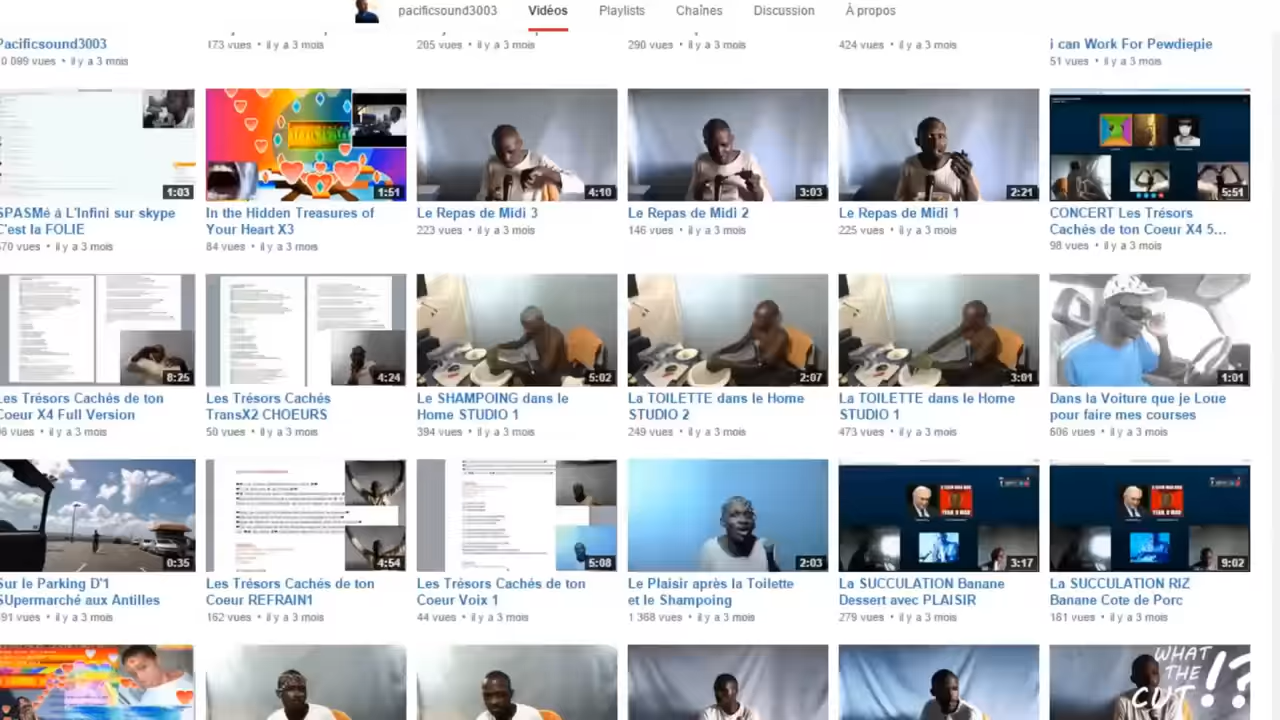 pacificsound3003 Vidéos Playlists Chaînes Discussion À propos
Pacificsound3003
i can Work For Pewdiepie
0 099 vues • il y a 3 mois
173 vues • il y a 3 mois
205 vues • il y a 3 mois
290 vues • il y a 3 mois
424 vues • il y a 3 mois
51 vues • il y a 3 mois
1:03
1:51
4:10
3:03
2:21
5:51
SPASMé à L'Infini sur skype
C'est la FOLIE
670 vues • il y a 3 mois
In the Hidden Treasures of
Your Heart X3
84 vues • il y a 3 mois
Le Repas de Midi 3
223 vues • il y a 3 mois
Le Repas de Midi 2
146 vues • il y a 3 mois
Le Repas de Midi 1
225 vues • il y a 3 mois
CONCERT Les Trésors
Cachés de ton Coeur X4 5...
98 vues • il y a 3 mois
8:25
4:24
5:02
2:07
3:01
1:01
Les Trésors Cachés de ton
Coeur X4 Full Version
vues • il y a 3 mois
Les Trésors Cachés
TransX2 CHOEURS
50 vues • il y a 3 mois
Le SHAMPOING dans le
Home STUDIO 1
394 vues • il y a 3 mois
La TOILETTE dans le Home
STUDIO 2
249 vues • il y a 3 mois
La TOILETTE dans le Home
STUDIO 1
473 vues • il y a 3 mois
Dans la Voiture que je Loue
pour faire mes courses
606 vues • il y a 3 mois
0:35
4:54
5:08
2:03
3:17
9:02
Sur le Parking D'1
SUpermarché aux Antilles
vues • il y a 3 mois
Les Trésors Cachés de ton
Coeur REFRAIN1
162 vues • il y a 3 mois
Les Trésors Cachés de ton
Coeur Voix 1
44 vues • il y a 3 mois
Le Plaisir après la Toilette
et le Shampoing
1 368 vues • il y a 3 mois
La SUCCULATION Banane
Dessert avec PLAISIR
279 vues • il y a 3 mois
La SUCCULATION RIZ
Banane Cote de Porc
181 vues • il y a 3 mois
WHAT
THE
CUT !?